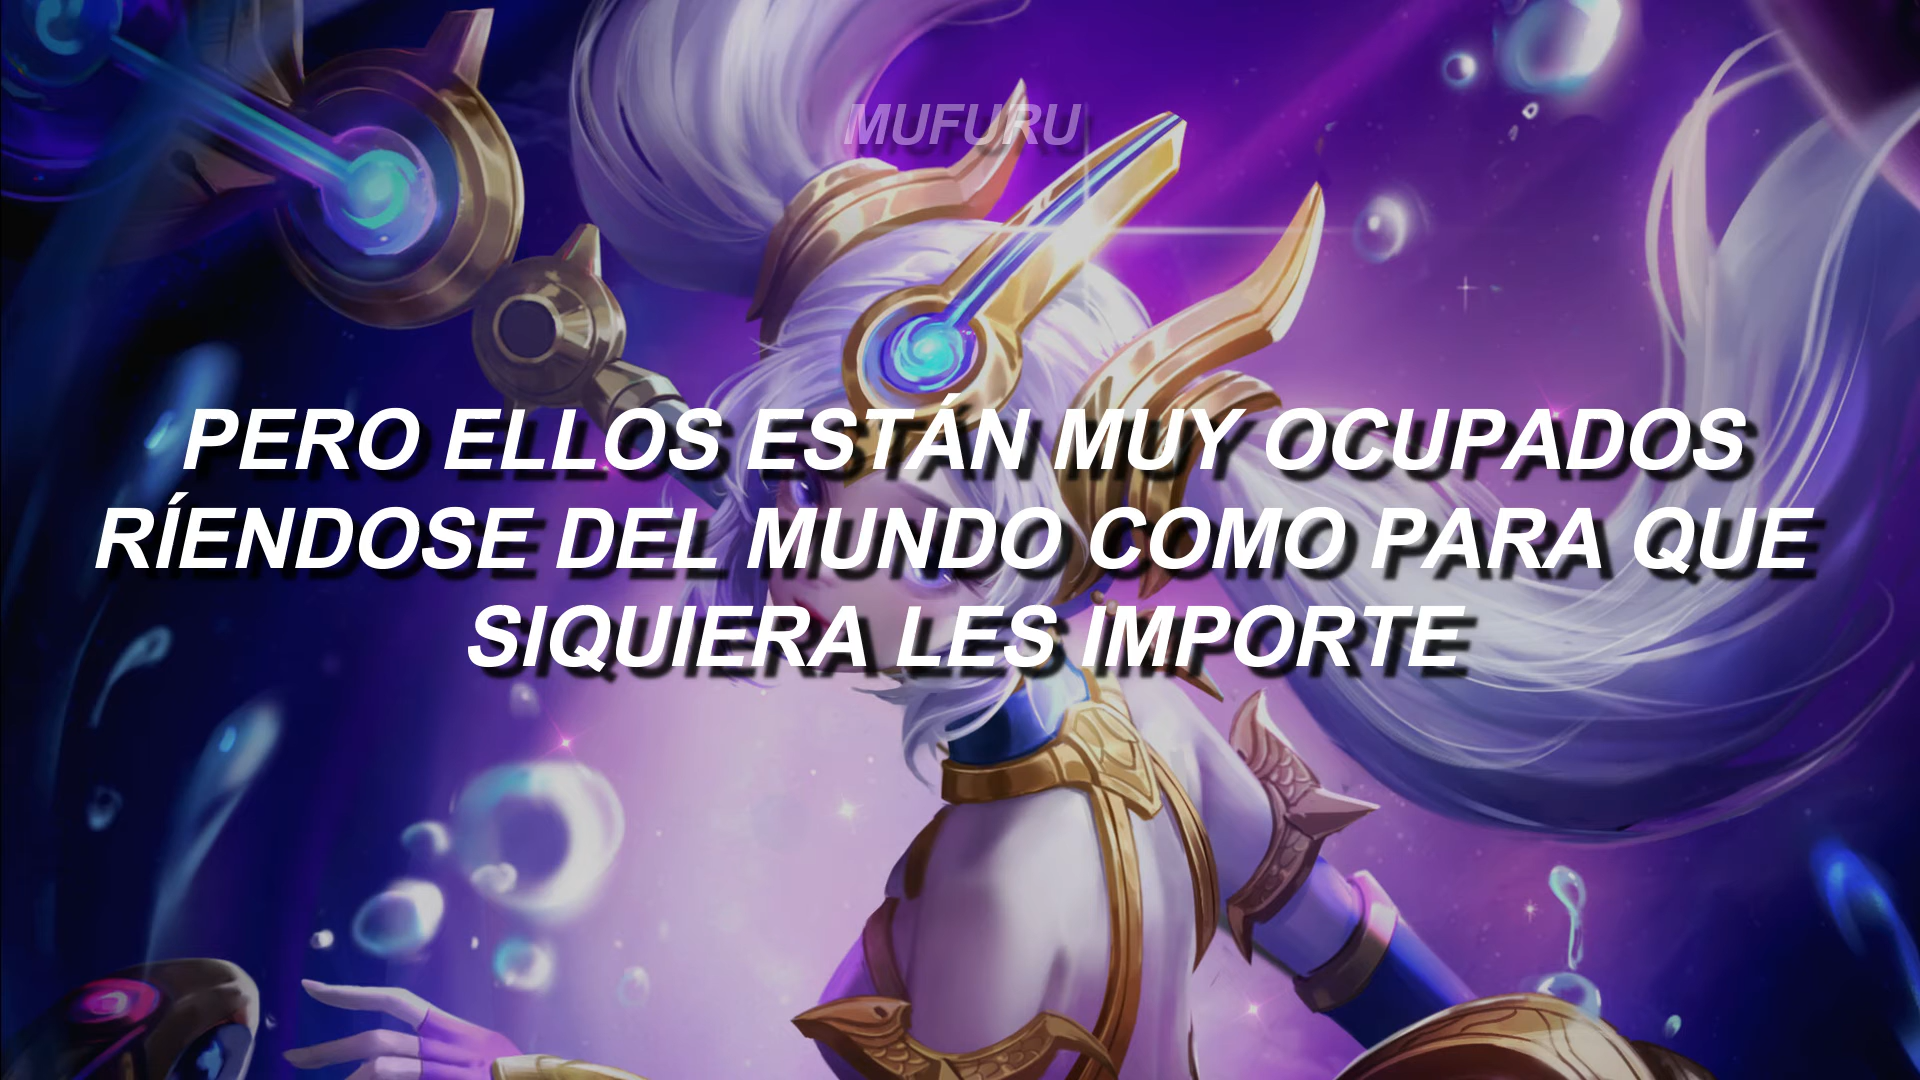 MUFURU
PERO ELLOS ESTÁN MUY OCUPADOS
RÍENDOSE DEL MUNDO COMO PARA QUE
SIQUIERA LES IMPORTE